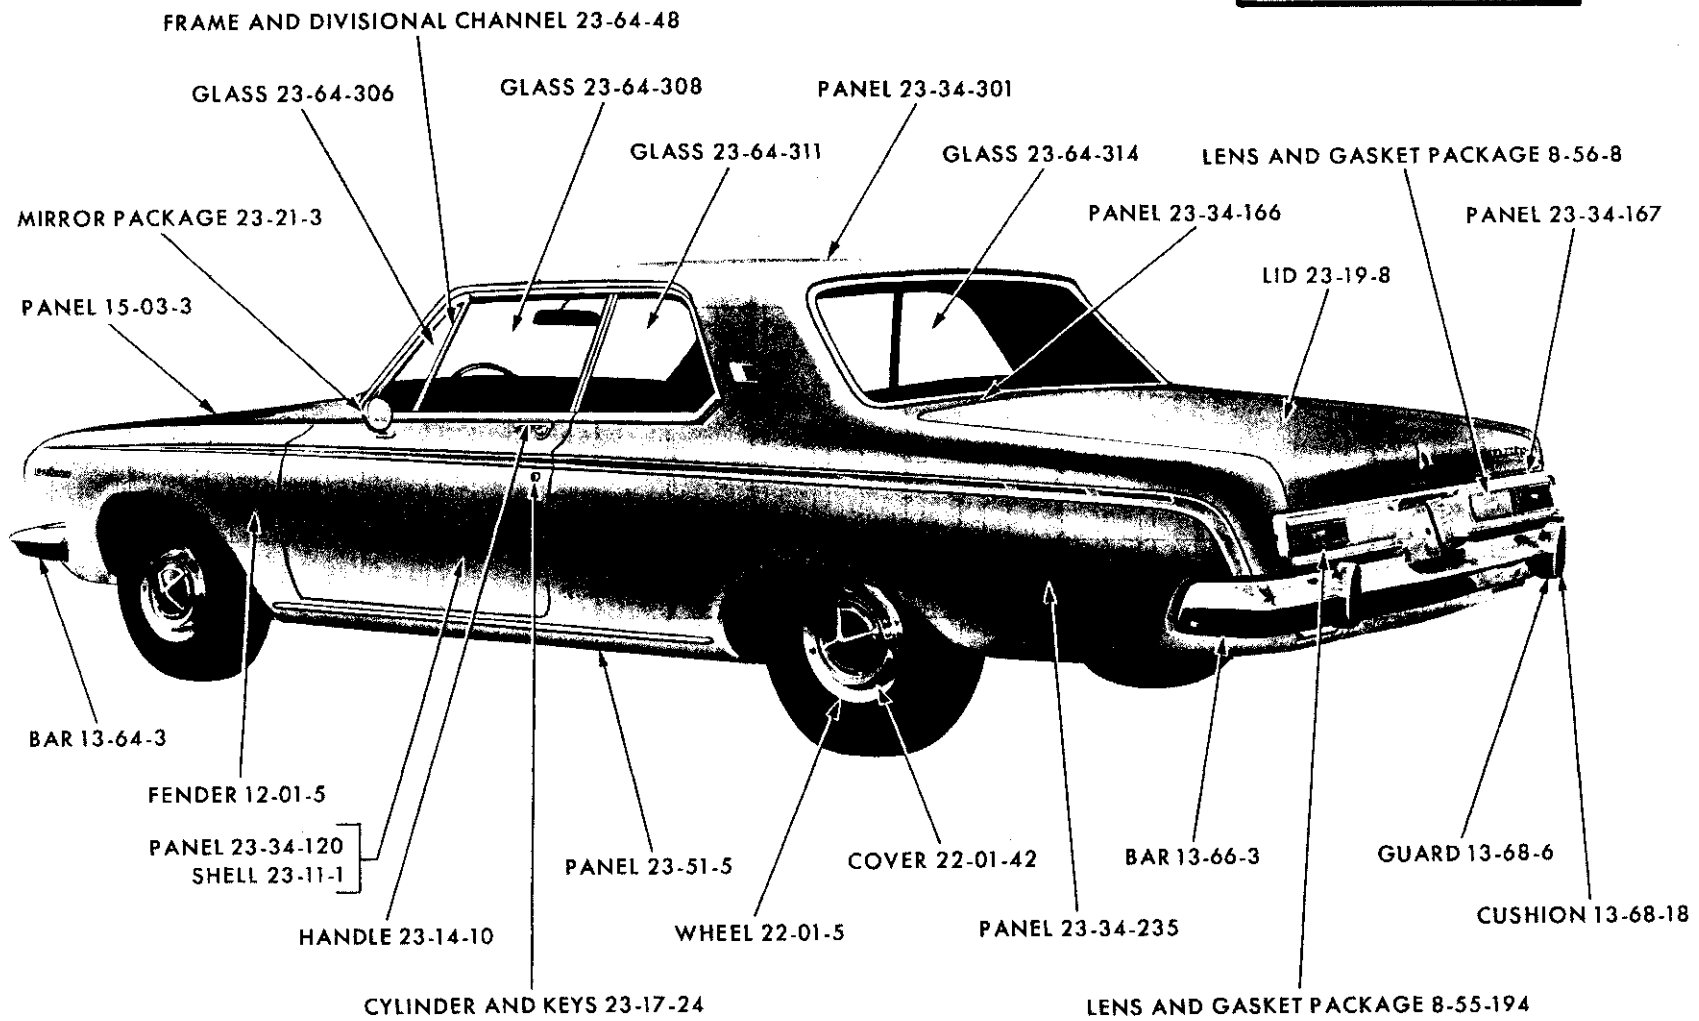 FRAME AND DIVISIONAL CHANNEL 23-64-48
GLASS 23-64-306
GLASS 23-64-308
PANEL 23-34-301
GLASS 23-64-311
GLASS 23-64-314
LENS AND GASKET PACKAGE 8-56-8
MIRROR PACKAGE 23-21-3
PANEL 23-34-166
PANEL 23-34-167
LID 23-19-8
PANEL 15-03-3
BAR 13-64-3
FENDER 12-01-5
PANEL 23-34-120
SHELL 23-11-1
PANEL 23-51-5
COVER 22-01-42
BAR 13-66-3
GUARD 13-68-6
HANDLE 23-14-10
WHEEL 22-01-5
PANEL 23-34-235
CUSHION 13-68-18
CYLINDER AND KEYS 23-17-24
LENS AND GASKET PACKAGE 8-55-194